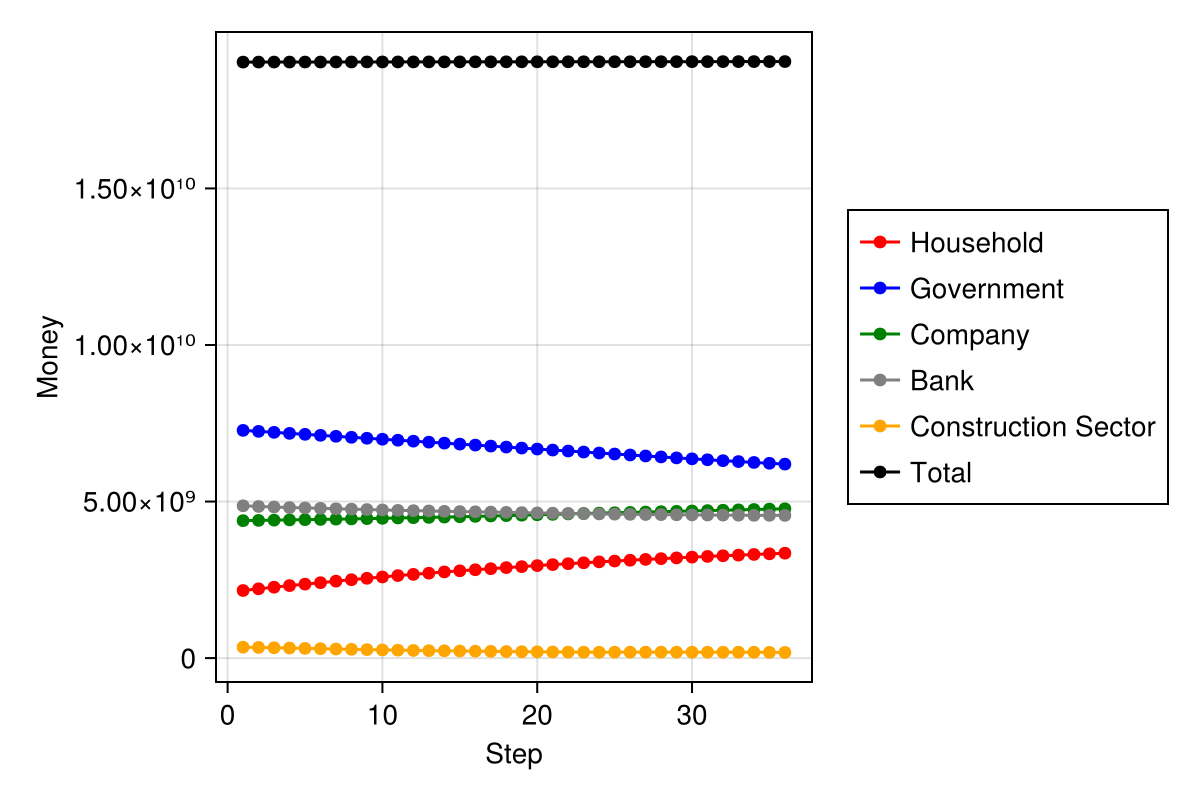 1.50×10¹⁰
1.00×10¹⁰
5.00×10⁹
0
Money
0 10 20 30
Step
Household
Government
Company
Bank
Construction Sector
Total